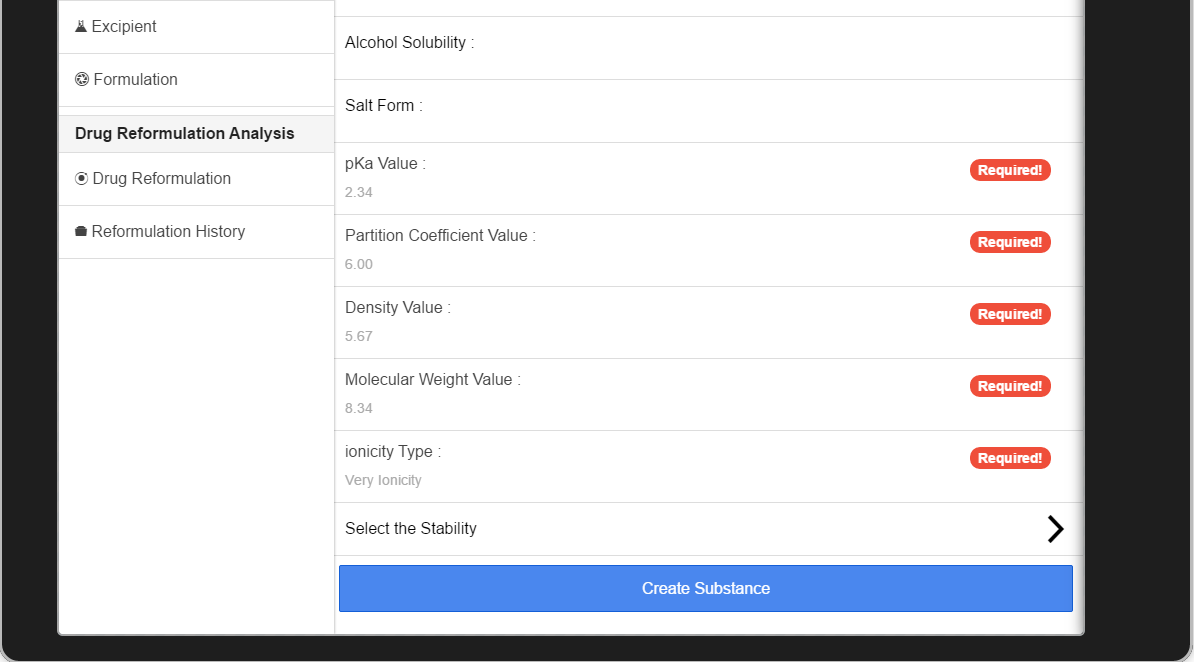 Excipient
Formulation
Drug Reformulation Analysis
Drug Reformulation
Reformulation History
Alcohol Solubility :
Salt Form :
pKa Value :
Required!
2.34
Partition Coefficient Value :
Required!
6.00
Density Value :
Required!
5.67
Molecular Weight Value :
Required!
8.34
ionicity Type :
Required!
Very Ionicity
Select the Stability
Create Substance